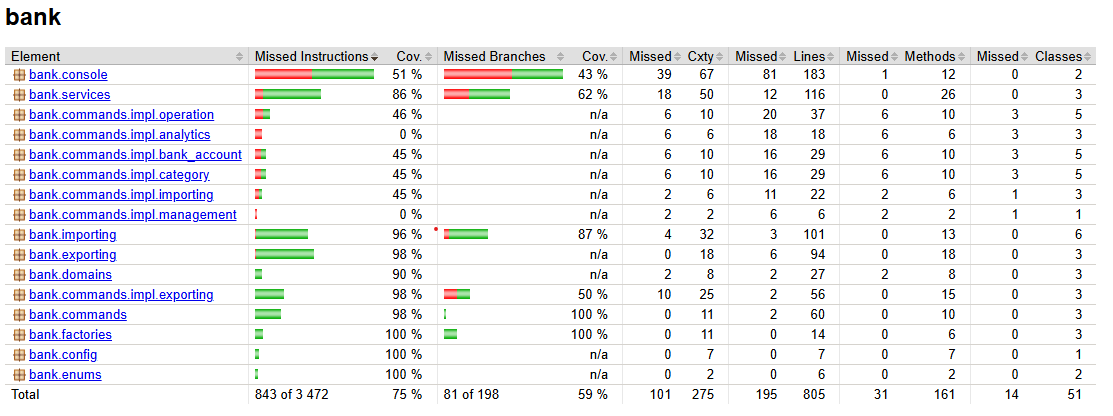 bank
Element Missed Instructions Cov. Missed Branches Cov. Missed Cxty Missed Lines Missed Methods Missed Classes
bank.console 51 % 43 % 39 67 81 183 1 12 0 2
bank.services 86 % 62 % 18 50 12 116 0 26 0 3
bank.commands.impl.operation 46 % n/a 6 10 20 37 6 10 3 5
bank.commands.impl.analytics 0 % n/a 6 6 18 18 6 6 3 3
bank.commands.impl.bank_account 45 % n/a 6 10 16 29 6 10 3 5
bank.commands.impl.category 45 % n/a 6 10 16 29 6 10 3 5
bank.commands.impl.importing 45 % n/a 2 6 11 22 2 6 1 3
bank.commands.impl.management 0 % n/a 2 2 6 6 2 2 1 1
bank.importing 96 % 87 % 4 32 3 101 0 13 0 6
bank.exporting 98 % n/a 0 18 6 94 0 18 0 3
bank.domains 90 % n/a 2 8 2 27 2 8 0 3
bank.commands.impl.exporting 98 % 50 % 10 25 2 56 0 15 0 3
bank.commands 98 % 100 % 0 11 2 60 0 10 0 3
bank.factories 100 % 100 % 0 11 0 14 0 6 0 3
bank.config 100 % n/a 0 7 0 7 0 7 0 1
bank.enums 100 % n/a 0 2 0 6 0 2 0 2
Total 843 of 3 472 75 % 81 of 198 59 % 101 275 195 805 31 161 14 51